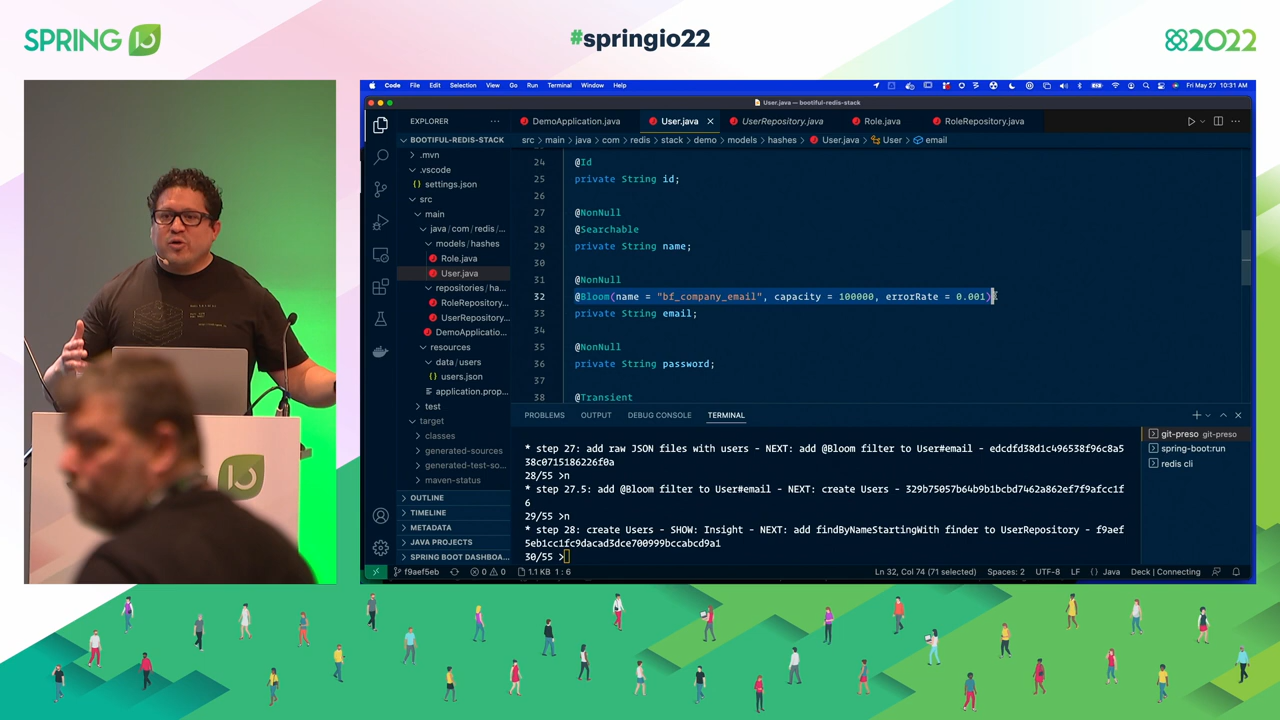 SPRING IO
#springio22
2022
Code File Edit Selection View Go Run Terminal Window Help
Fri May 27 10:31 AM
User.java — bootiful-redis-stack
EXPLORER
DemoApplication.java
User.java
UserRepository.java
Role.java
RoleRepository.java
BOOTIFUL-REDIS-STACK
src > main > java > com > redis > stack > demo > models > hashes > User.java > User > email
.mvn
.vscode
settings.json
src
main
java/com/redis/...
models/hashes
Role.java
User.java
repositories/ha...
RoleRepository...
UserRepository...
DemoApplicatio...
resources
data/users
users.json
application.prop...
test
target
classes
generated-sources
generated-test-so...
maven-status
OUTLINE
TIMELINE
METADATA
JAVA PROJECTS
SPRING BOOT DASHBOA...
24 @Id
25 private String id;
26
27 @NonNull
28 @Searchable
29 private String name;
30
31 @NonNull
32 @Bloom(name = "bf_company_email", capacity = 100000, errorRate = 0.001)
33 private String email;
34
35 @NonNull
36 private String password;
37
38 @Transient
PROBLEMS OUTPUT DEBUG CONSOLE TERMINAL
* step 27: add raw JSON files with users - NEXT: add @Bloom filter to User#email - edcdfd38d1c496538f96c8a5
38c0715186226f0a
28/55 >n
* step 27.5: add @Bloom filter to User#email - NEXT: create Users - 329b75057b64b9b1bcbd7462a862ef7f9afcc1f
6
29/55 >n
* step 28: create Users - SHOW: Insight - NEXT: add findByNameStartingWith finder to UserRepository - f9aef
5eb1cc1fc9dacad3dce700999bccabcd9a1
30/55 >
git-preso git-preso
spring-boot:run
redis cli
f9aef5eb 0 0 1.1 KB 1 : 6
Ln 32, Col 74 (71 selected) Spaces: 2 UTF-8 LF {} Java Deck | Connecting
IO